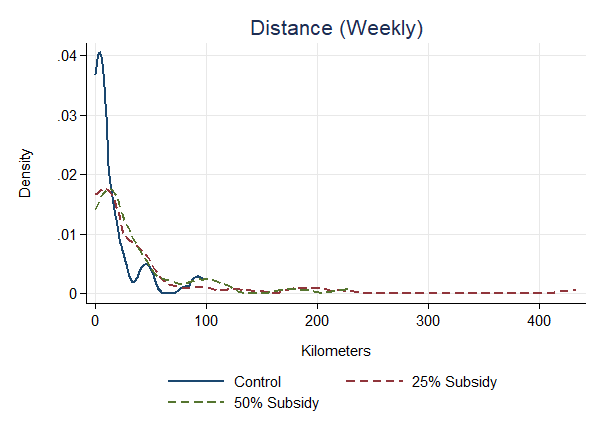 Distance (Weekly)
.04
.03
.02
.01
0
Density
0 100 200 300 400
Kilometers
Control 25% Subsidy
50% Subsidy